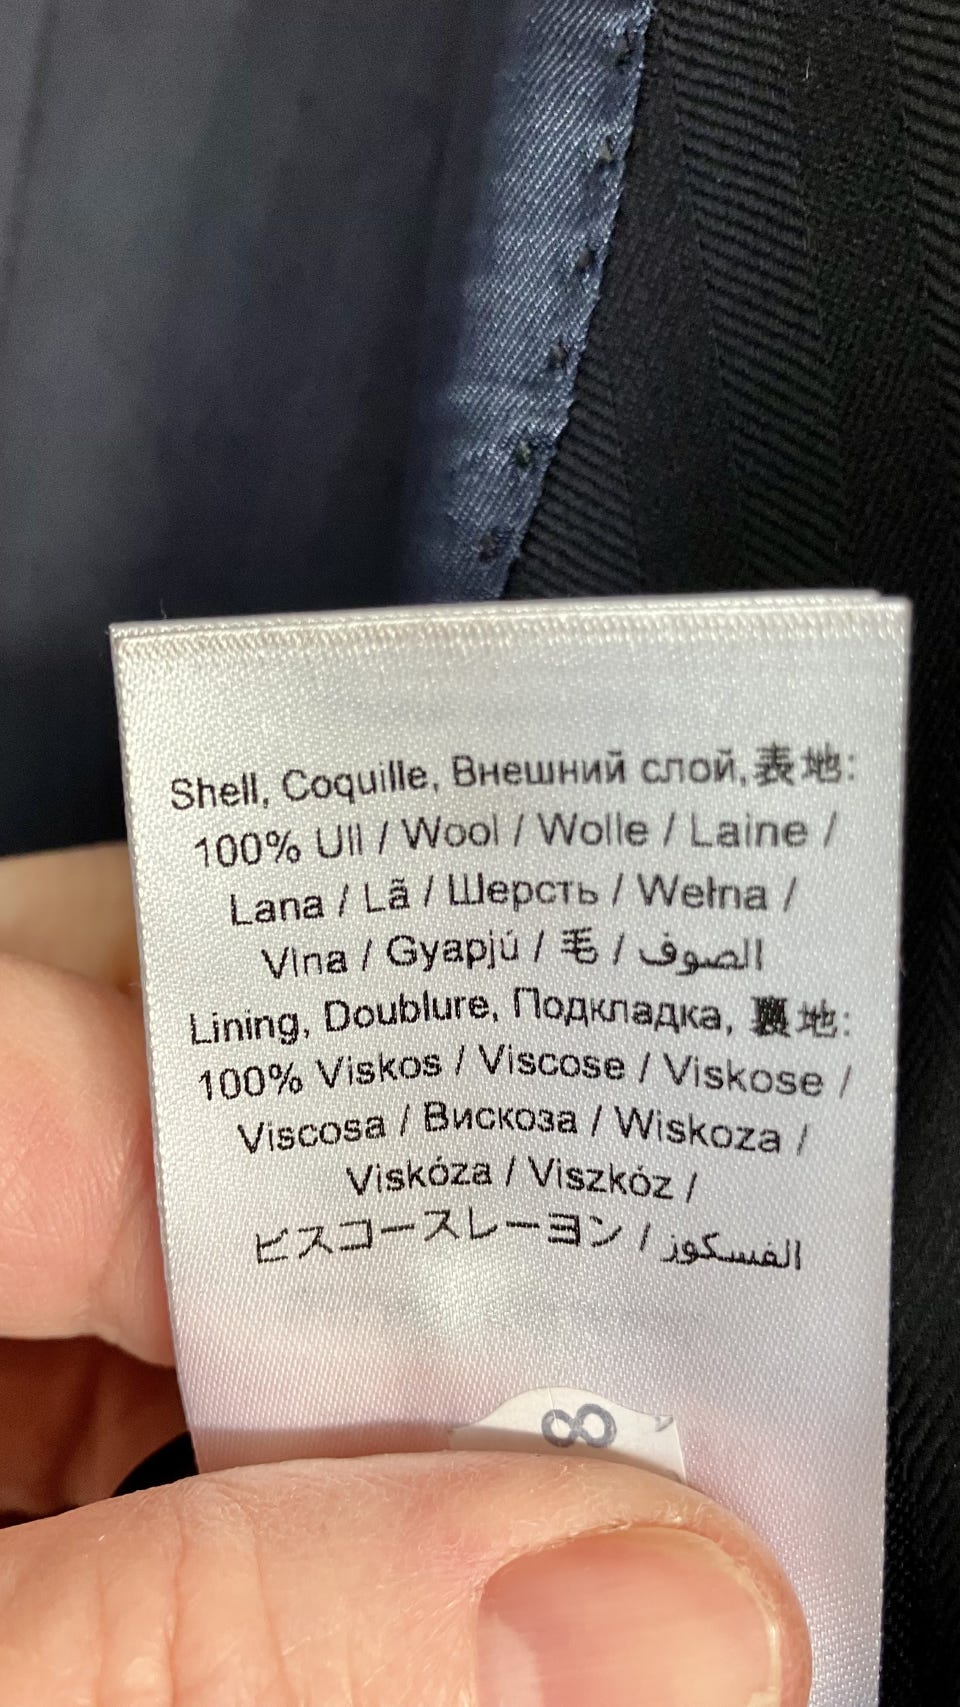 Shell, Coquille, Внешний слой,表地:
100% Ull / Wool / Wolle / Laine /
Lana / Lã / Шерсть / Wełna /
Vlna / Gyapjú / 毛 / الصوف
Lining, Doublure, Подкладка, 裏地:
100% Viskos / Viscose / Viskose /
Viscosa / Вискоза / Wiskoza /
Viskóza / Viszkóz /
ビスコースレーヨン / الفسكوز
8